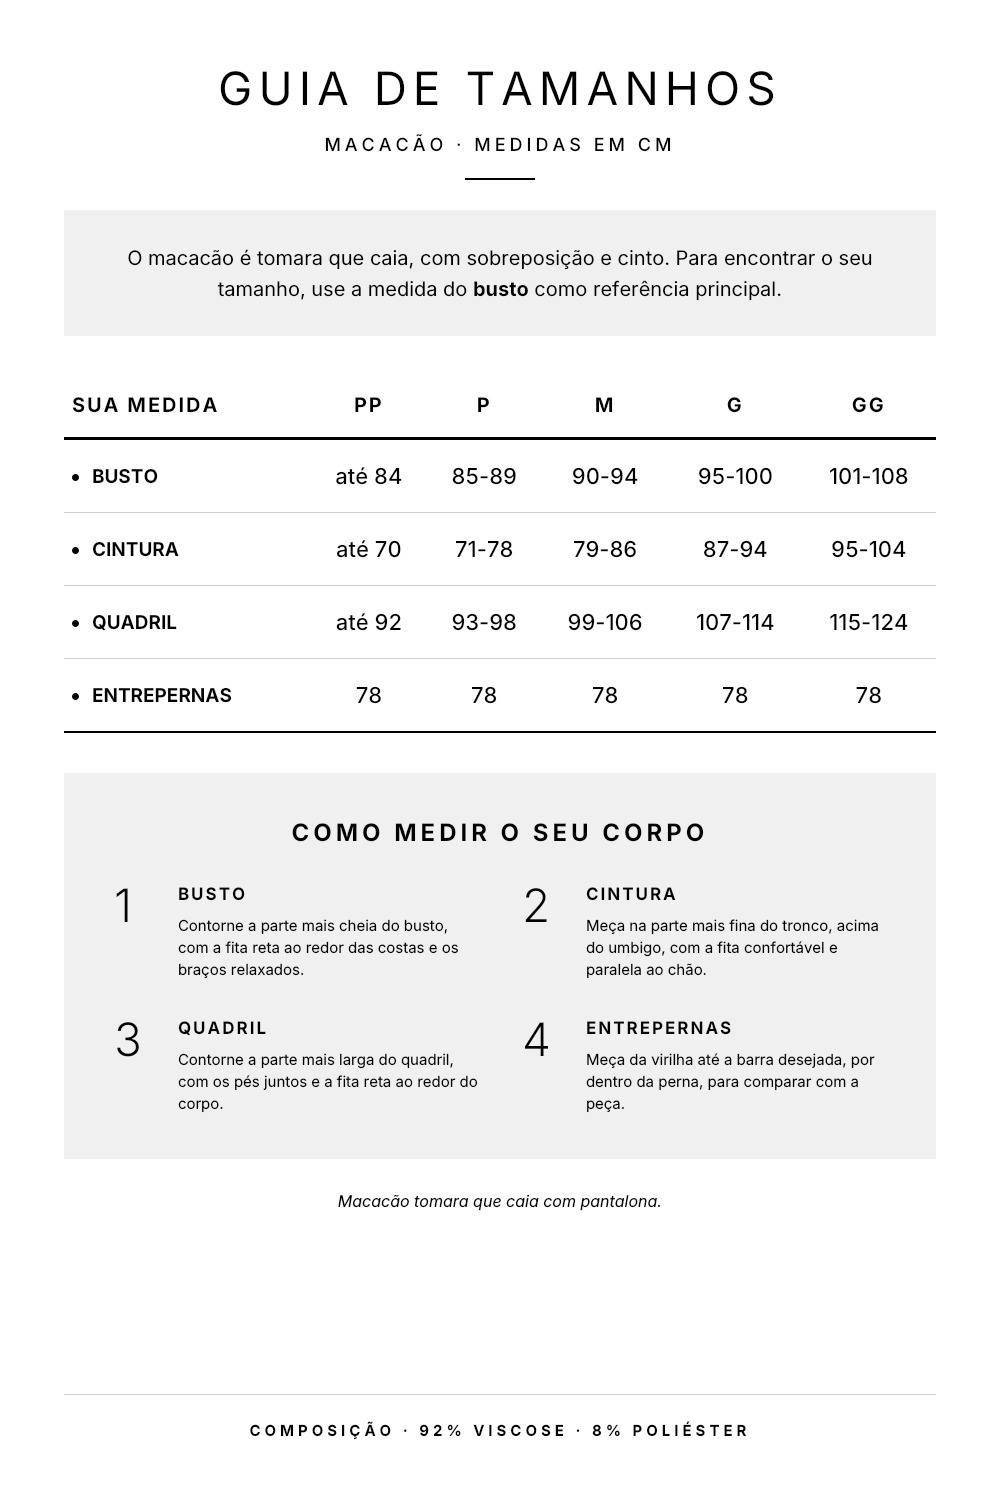 GUIA DE TAMANHOS
MACACÃO · MEDIDAS EM CM
O macacão é tomara que caia, com sobreposição e cinto. Para encontrar o seu
tamanho, use a medida do busto como referência principal.
SUA MEDIDA PP P M G GG
• BUSTO até 84 85-89 90-94 95-100 101-108
• CINTURA até 70 71-78 79-86 87-94 95-104
• QUADRIL até 92 93-98 99-106 107-114 115-124
• ENTREPERNAS 78 78 78 78 78
COMO MEDIR O SEU CORPO
1 BUSTO
Contorne a parte mais cheia do busto,
com a fita reta ao redor das costas e os
braços relaxados.
2 CINTURA
Meça na parte mais fina do tronco, acima
do umbigo, com a fita confortável e
paralela ao chão.
3 QUADRIL
Contorne a parte mais larga do quadril,
com os pés juntos e a fita reta ao redor do
corpo.
4 ENTREPERNAS
Meça da virilha até a barra desejada, por
dentro da perna, para comparar com a
peça.
Macacão tomara que caia com pantalona.
COMPOSIÇÃO · 92% VISCOSE · 8% POLIÉSTER